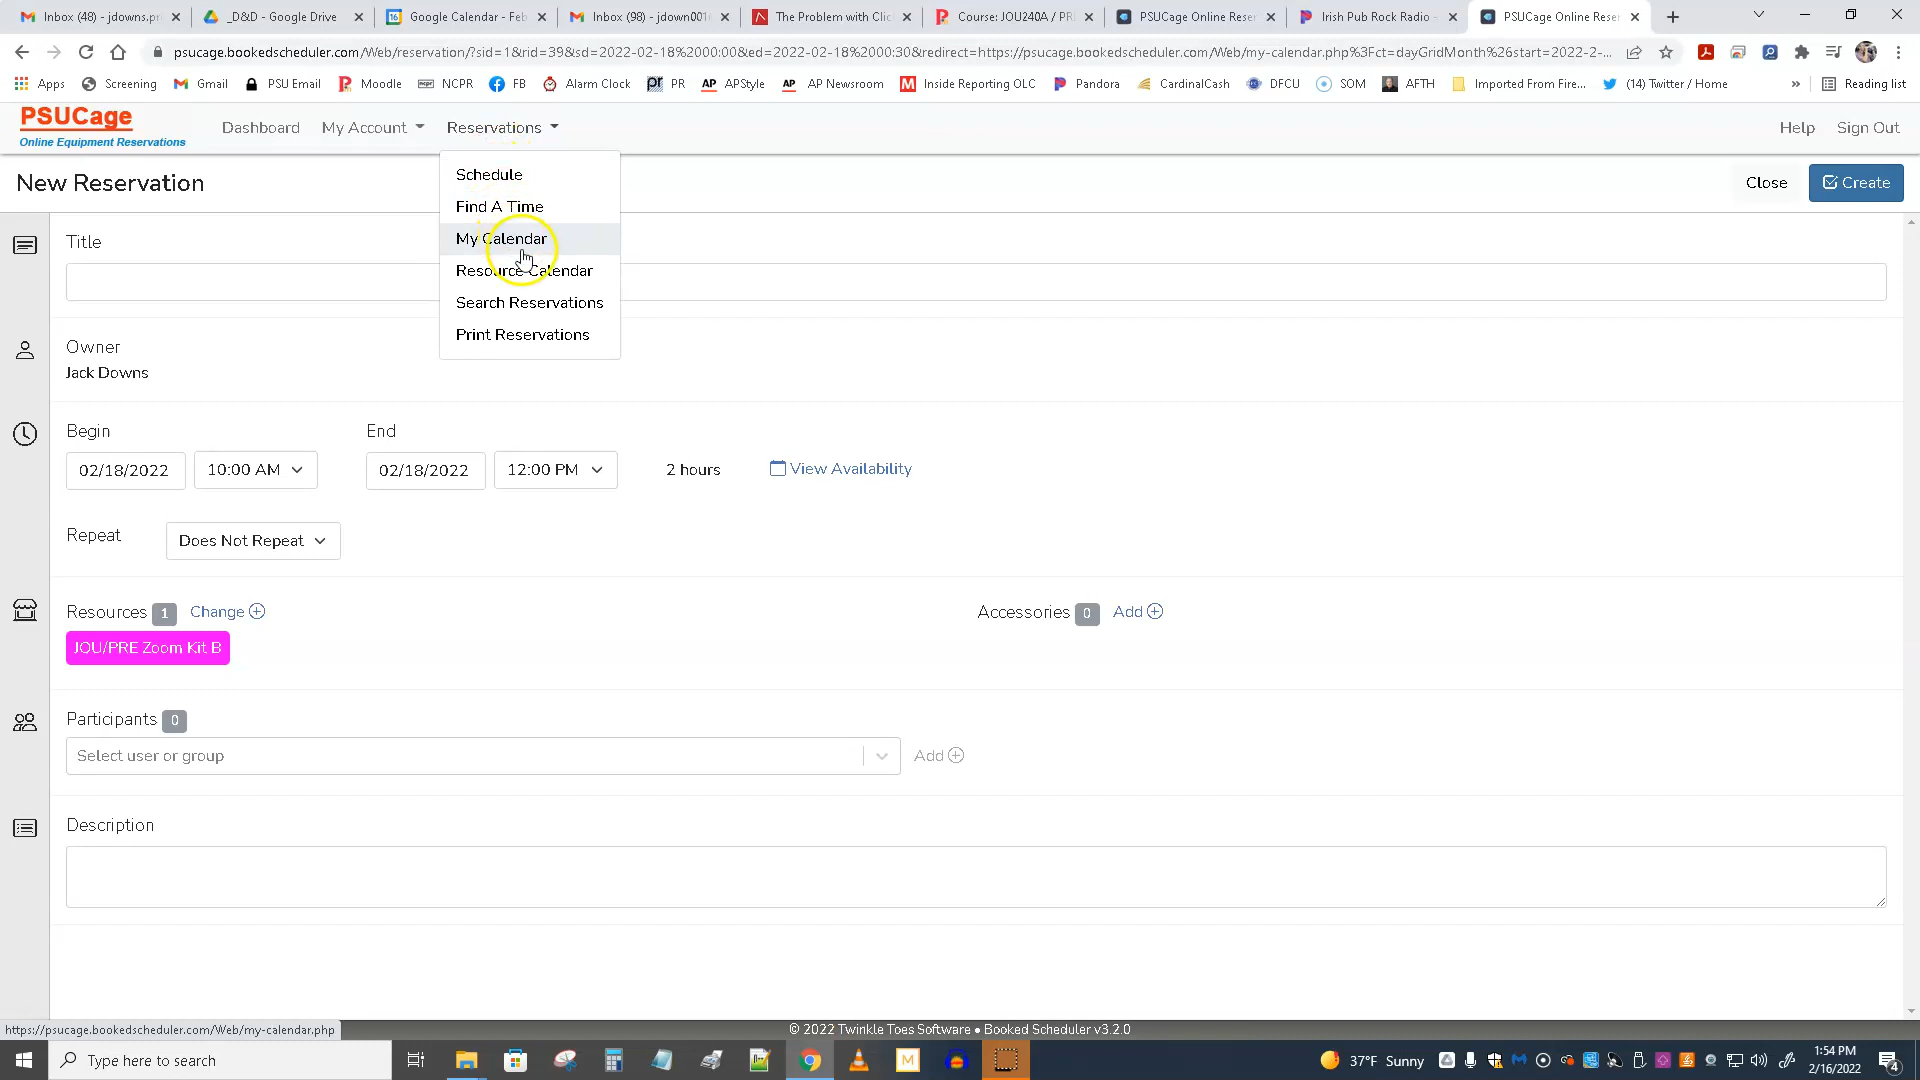 Inbox (48) - jdowns.pr
_D&D - Google Drive
Google Calendar - Feb
Inbox (98) - jdown001
The Problem with Clic
Course: JOU240A / PR
PSUCage Online Reser
Irish Pub Rock Radio -
PSUCage Online Reser
psucage.bookedscheduler.com/Web/reservation/?sid=1&rid=39&sd=2022-02-18%2000:00&ed=2022-02-18%2000:30&redirect=https://psucage.bookedscheduler.com/Web/my-calendar.php%3Fct=dayGridMonth%26start=2022-2-...
Apps Screening Gmail PSU Email Moodle NCPR FB Alarm Clock PR APStyle AP Newsroom Inside Reporting OLC Pandora CardinalCash DFCU SOM AFTH Imported From Fire... (14) Twitter / Home » Reading list
PSUCage
Online Equipment Reservations
Dashboard My Account Reservations Help Sign Out
Schedule
Find A Time
My Calendar
Resource Calendar
Search Reservations
Print Reservations
New Reservation
Close Create
Title
Owner
Jack Downs
Begin End
02/18/2022 10:00 AM 02/18/2022 12:00 PM 2 hours View Availability
Repeat Does Not Repeat
Resources 1 Change Accessories 0 Add
JOU/PRE Zoom Kit B
Participants 0
Select user or group Add
Description
https://psucage.bookedscheduler.com/Web/my-calendar.php
© 2022 Twinkle Toes Software • Booked Scheduler v3.2.0
Type here to search
37°F Sunny
1:54 PM
2/16/2022
4